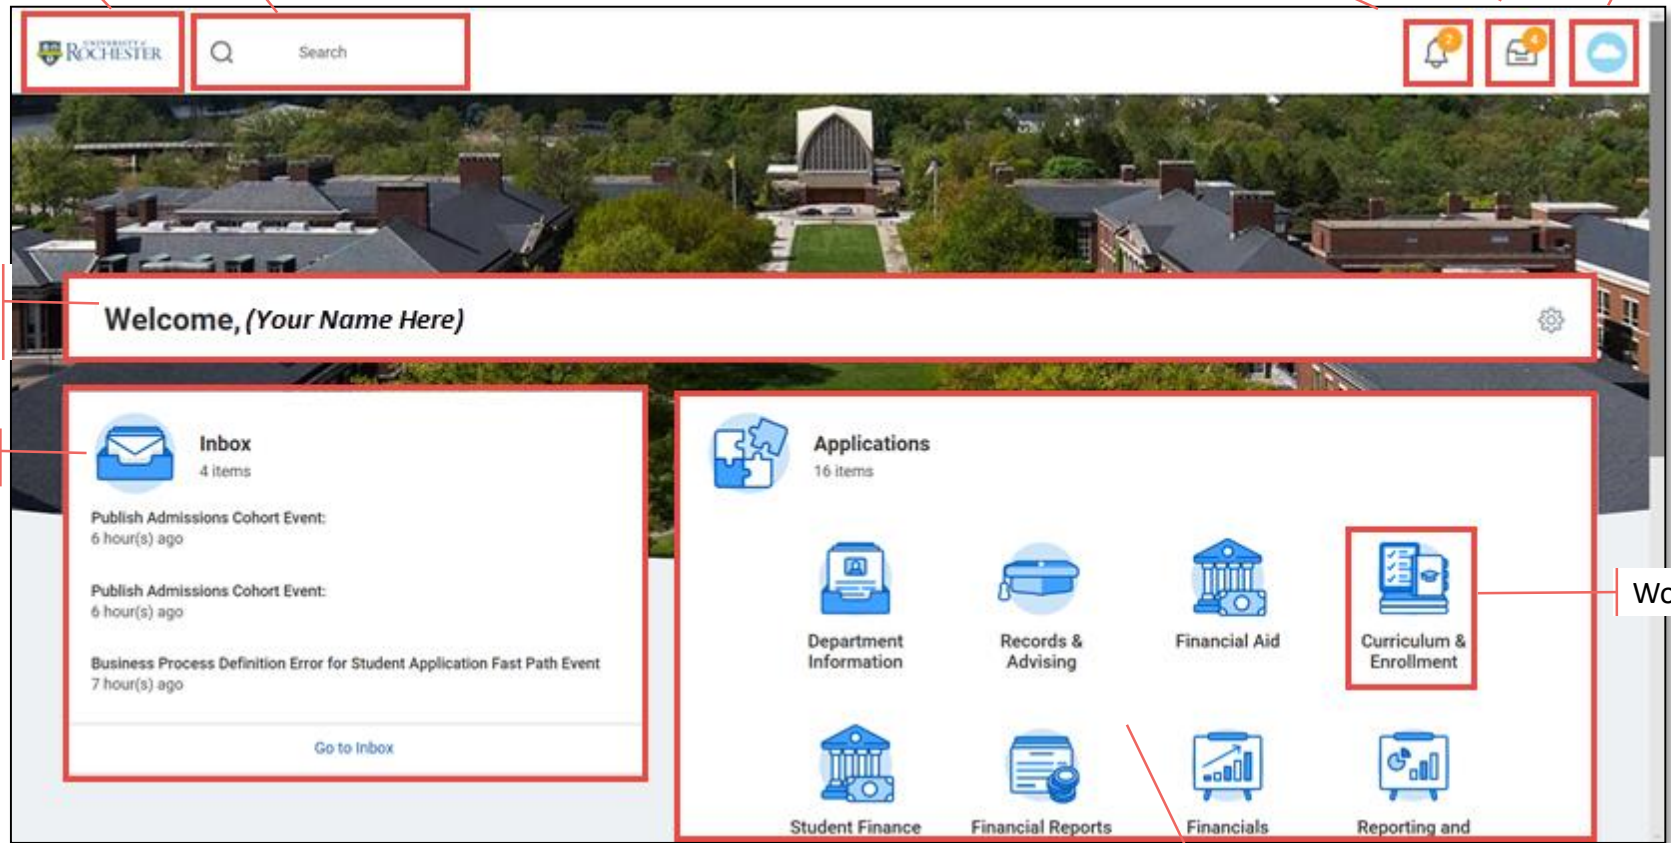 UNIVERSITY of
ROCHESTER
Search
2
4
Welcome, (Your Name Here)
Inbox
4 items
Publish Admissions Cohort Event:
6 hour(s) ago
Publish Admissions Cohort Event:
6 hour(s) ago
Business Process Definition Error for Student Application Fast Path Event
7 hour(s) ago
Go to Inbox
Applications
16 items
Department
Information
Records &
Advising
Financial Aid
Curriculum &
Enrollment
Wo
Student Finance
Financial Reports
Financials
Reporting and